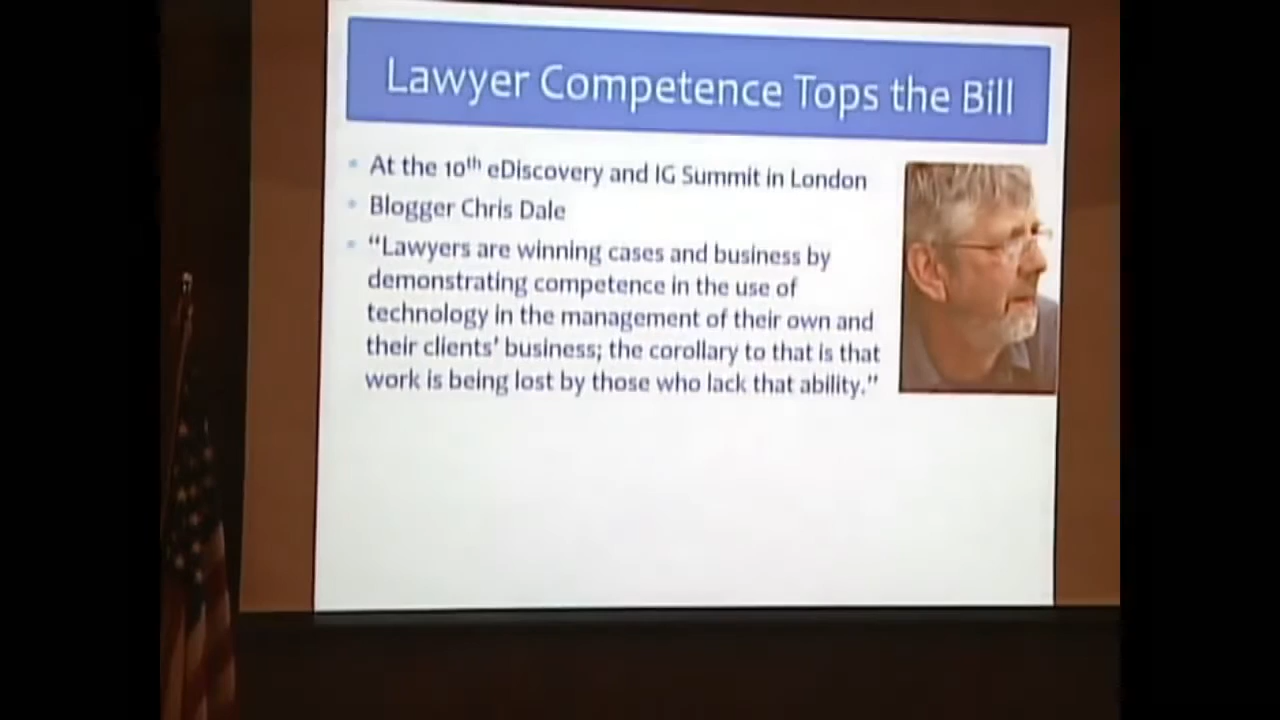 Lawyer Competence Tops the Bill
At the 10th eDiscovery and IG Summit in London
Blogger Chris Dale
“Lawyers are winning cases and business by
demonstrating competence in the use of
technology in the management of their own and
their clients’ business; the corollary to that is that
work is being lost by those who lack that ability.”